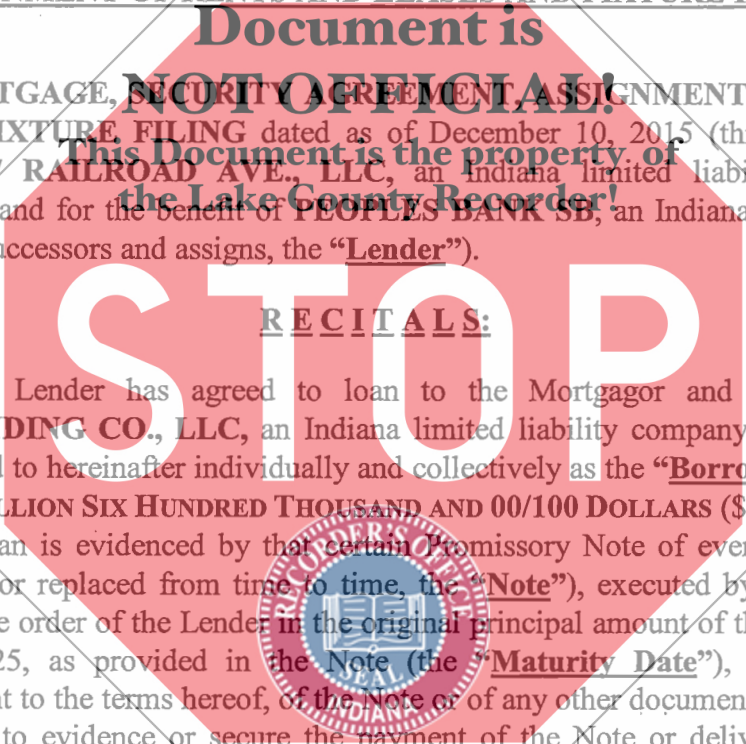 Document is
NOT OFFICIAL!
This Document is the property of
the Lake County Recorder!
TGAGE, SECURITY AGREEMENT, ASSIGNMENT
IXTURE FILING dated as of December 10, 2015 (th
RAILROAD AVE., LLC, an Indiana limited liabi
and for the benefit of PEOPLES BANK SB, an Indiana
uccessors and assigns, the “Lender”).
RECITALS:
Lender has agreed to loan to the Mortgagor and
DING CO., LLC, an Indiana limited liability company
l to hereinafter individually and collectively as the “Borro
LLION SIX HUNDRED THOUSAND AND 00/100 DOLLARS ($
an is evidenced by that certain Promissory Note of eve
or replaced from time to time, the “Note”), executed by
e order of the Lender in the original principal amount of th
25, as provided in the Note (the “Maturity Date”),
nt to the terms hereof, of the Note or of any other documen
to evidence or secure the payment of the Note or deliv
STOP
RECORDER'S OFFICE
SEAL
INDIANA